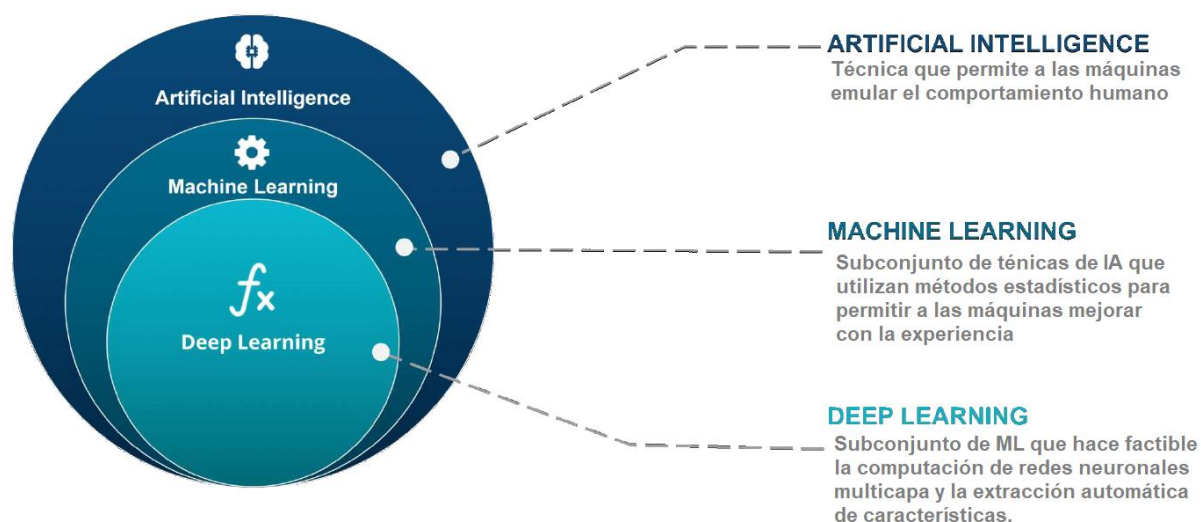 Artificial Intelligence
Machine Learning
fx
Deep Learning
ARTIFICIAL INTELLIGENCE
Técnica que permite a las máquinas
emular el comportamiento humano
MACHINE LEARNING
Subconjunto de ténicas de IA que
utilizan métodos estadísticos para
permitir a las máquinas mejorar
con la experiencia
DEEP LEARNING
Subconjunto de ML que hace factible
la computación de redes neuronales
multicapa y la extracción automática
de características.